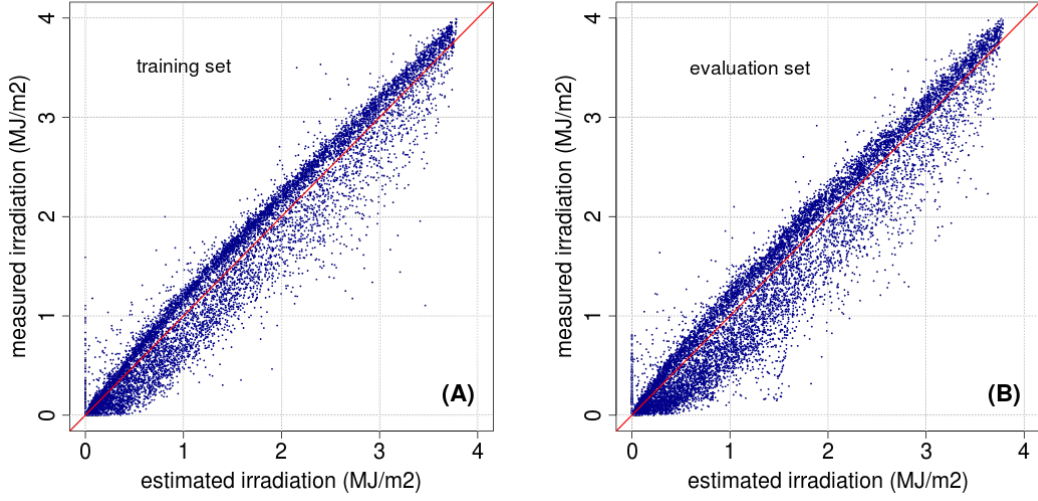 4
3
2
1
0
measured irradiation (MJ/m2)
training set
(A)
0 1 2 3 4
estimated irradiation (MJ/m2)
4
3
2
1
0
measured irradiation (MJ/m2)
evaluation set
(B)
0 1 2 3 4
estimated irradiation (MJ/m2)